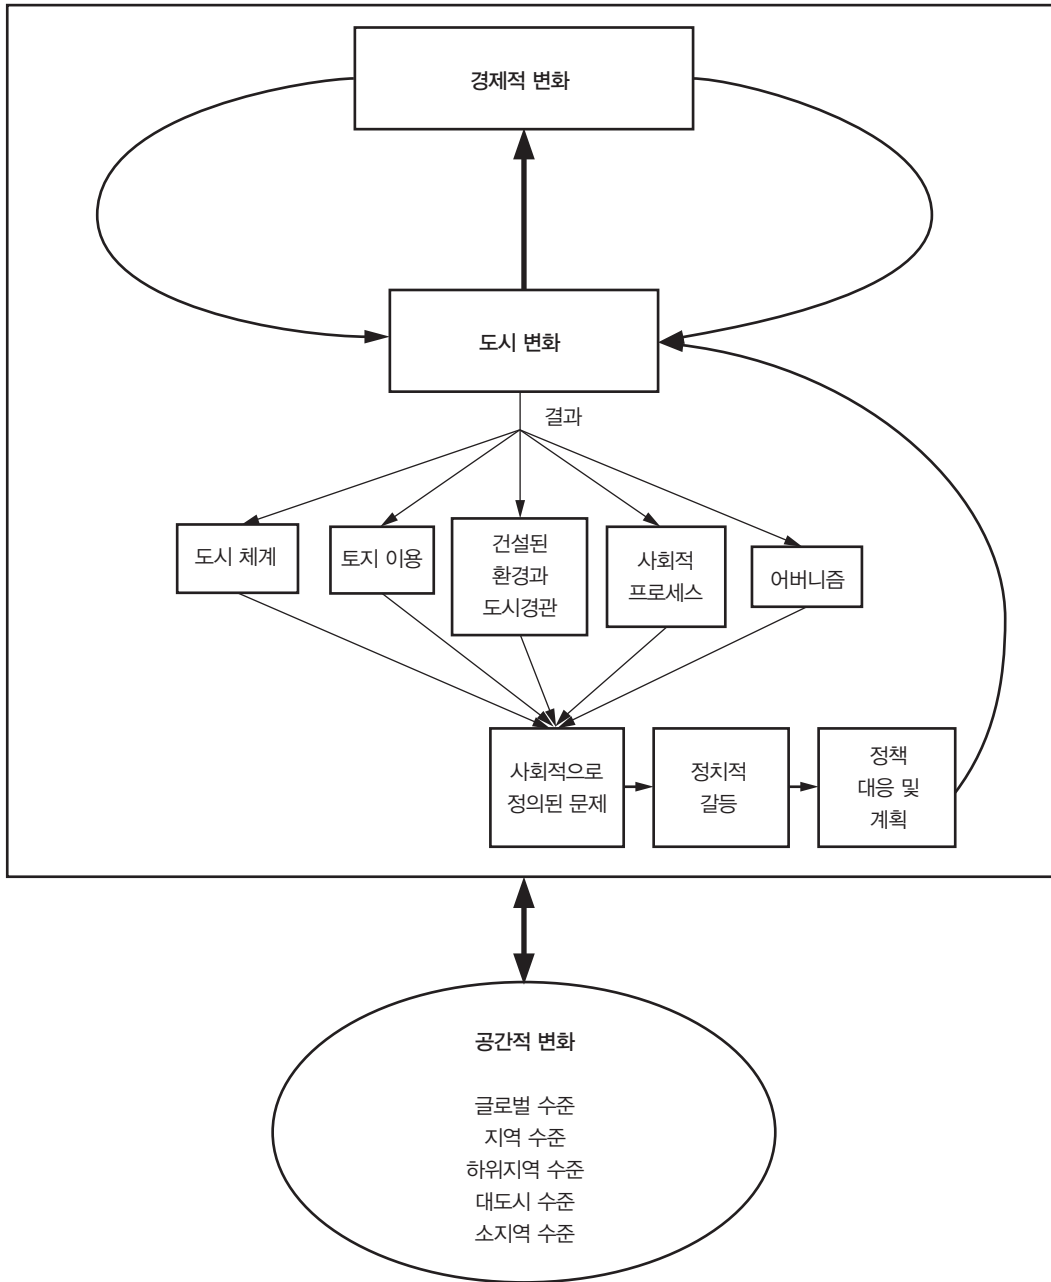 경제적 변화
도시 변화
결과
도시 체계
토지 이용
건설된
환경과
도시경관
사회적
프로세스
어버니즘
사회적으로
정의된 문제
정치적
갈등
정책
대응 및
계획
공간적 변화
글로벌 수준
지역 수준
하위지역 수준
대도시 수준
소지역 수준